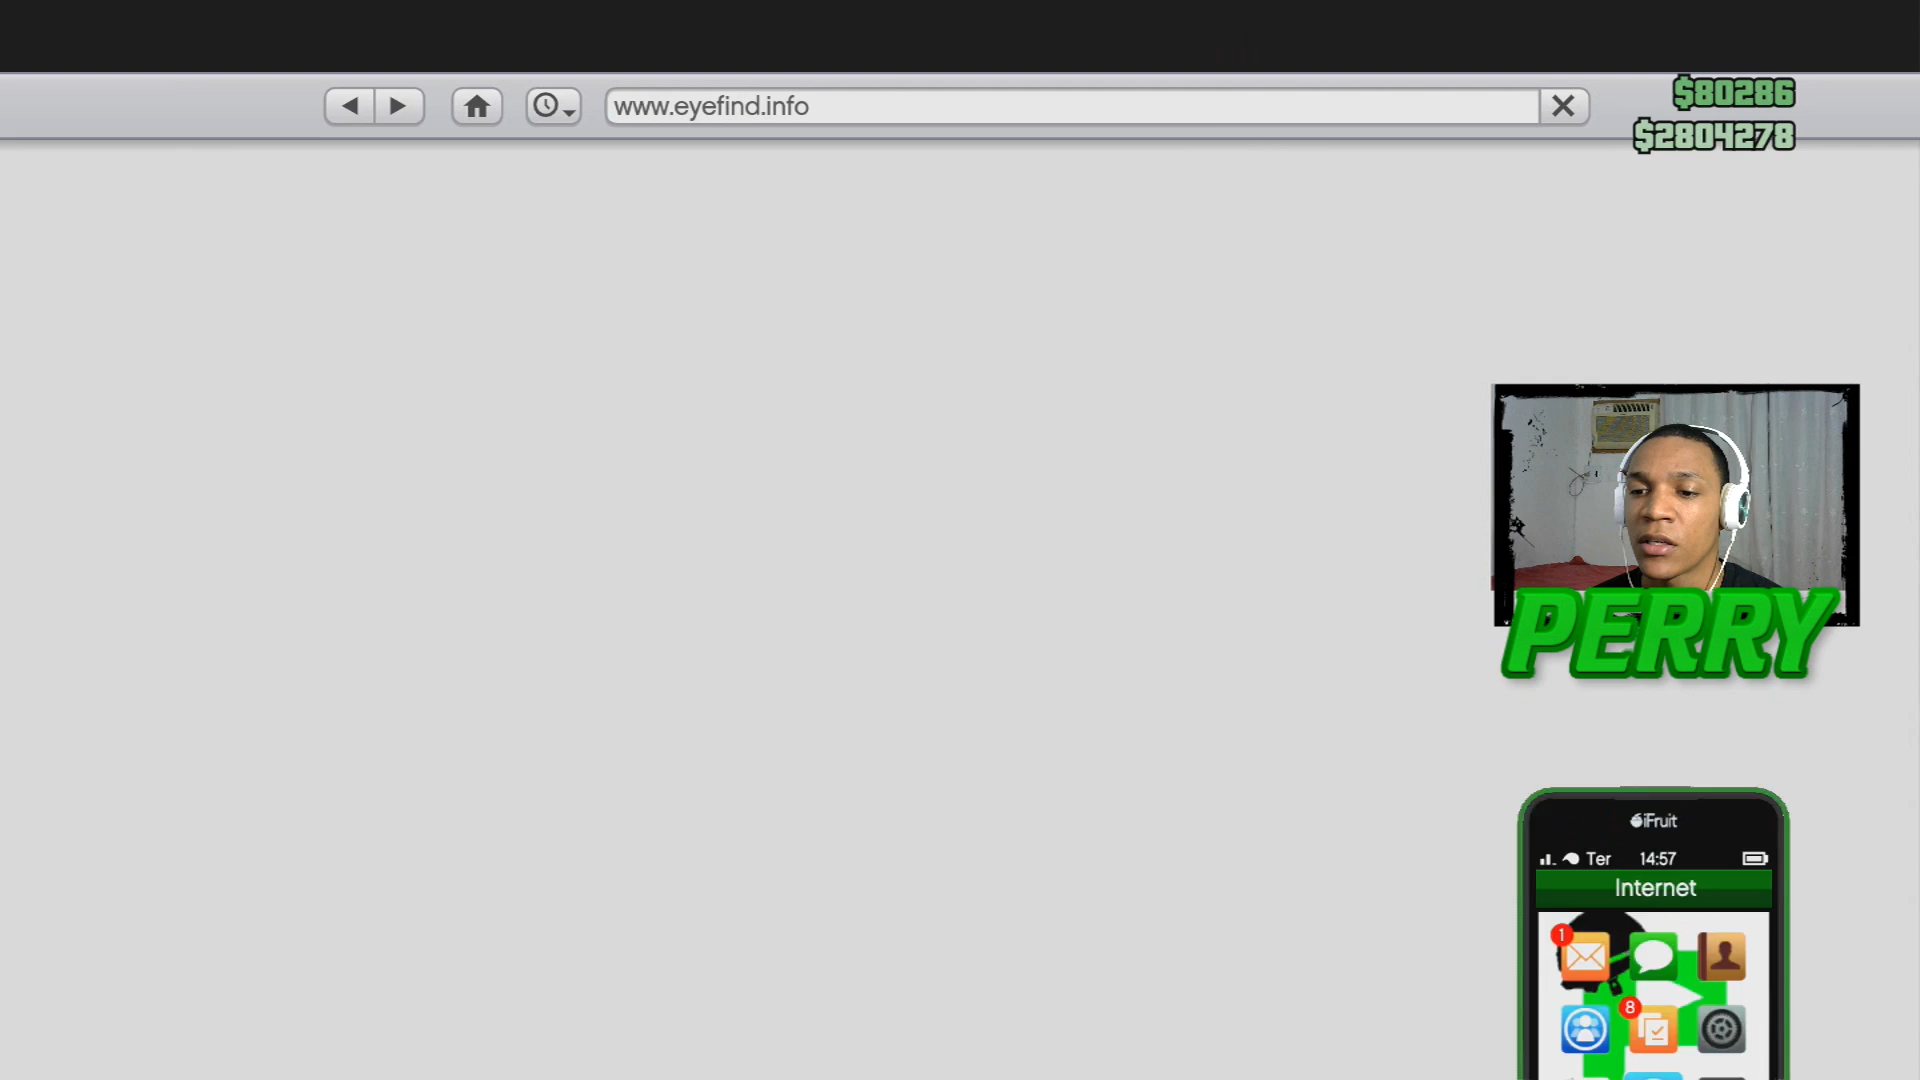 www.eyefind.info
$80286
$2804278
PERRY
iFruit
Ter 14:57
Internet
1
8